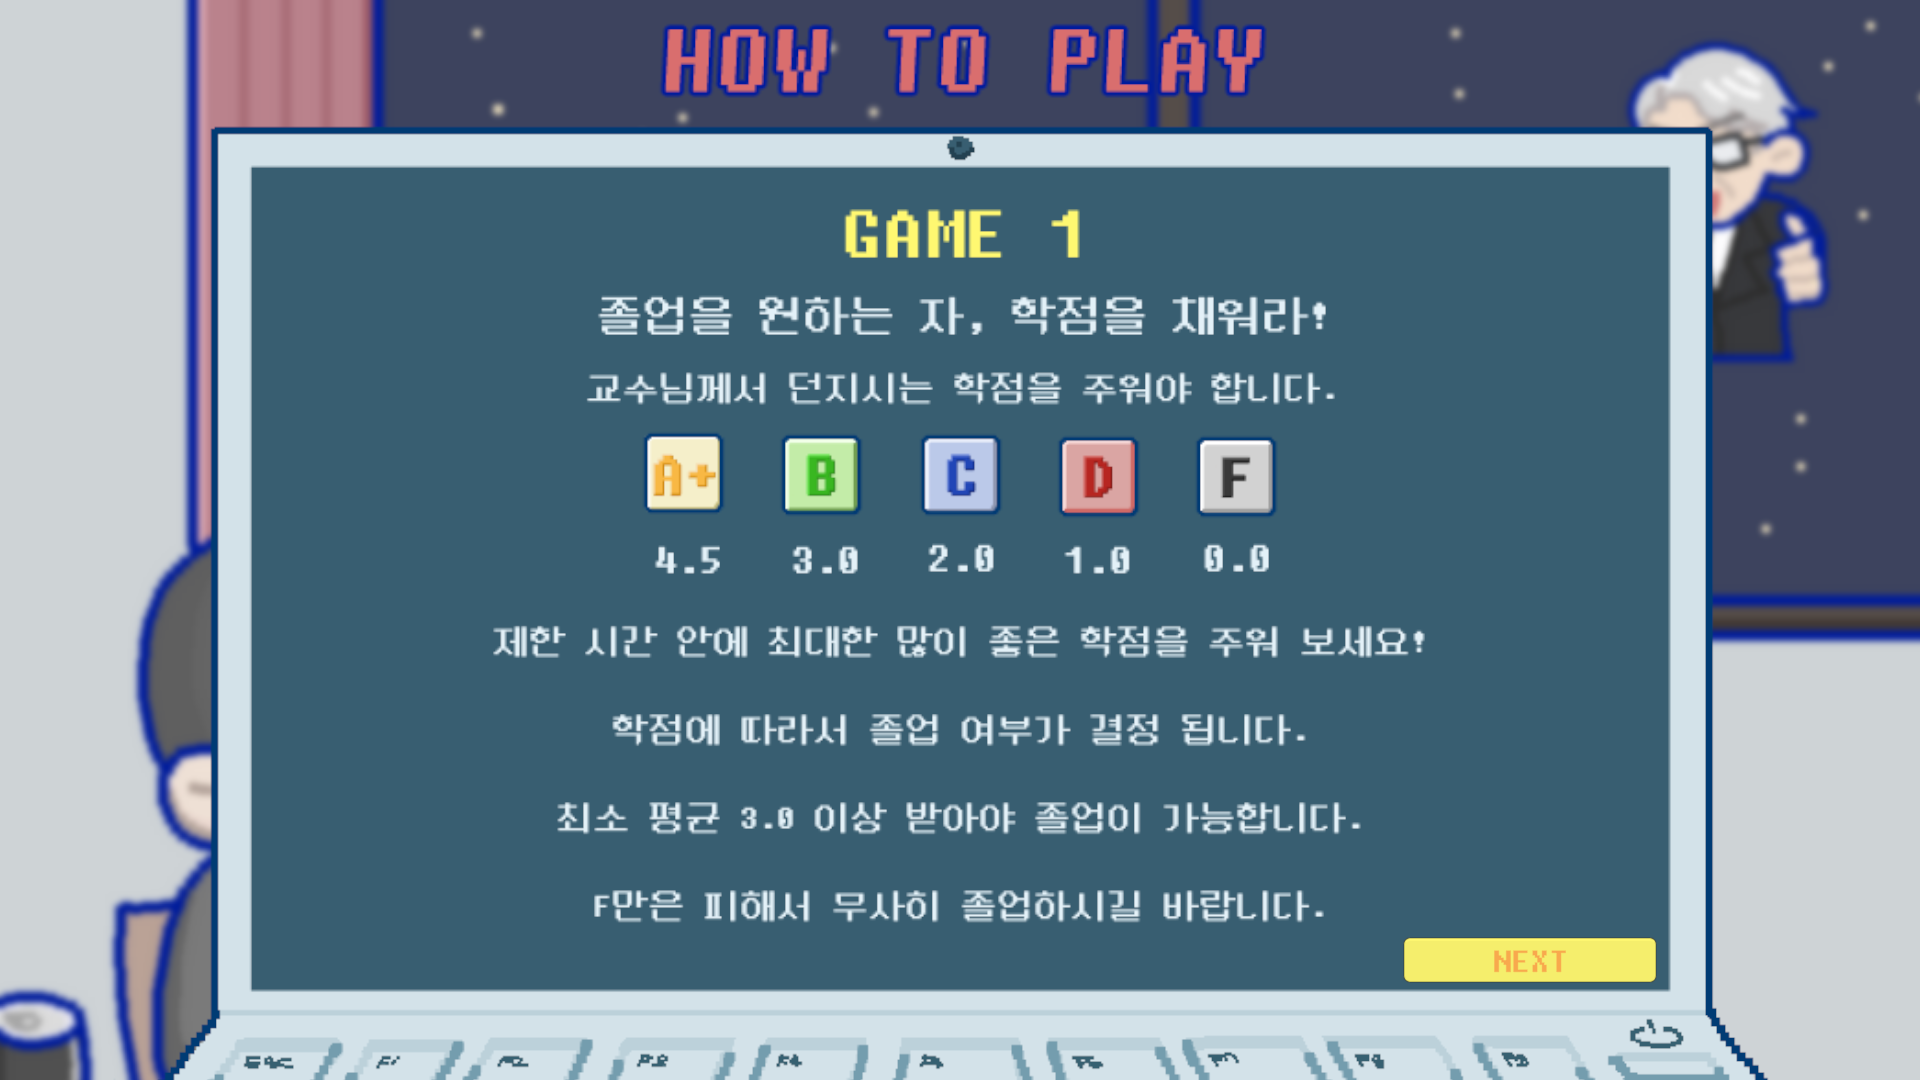 HOW TO PLAY
GAME 1
졸업을 원하는 자, 학점을 채워라!
교수님께서 던지시는 학점을 주워야 합니다.
A+ B C D F
4.5 3.0 2.0 1.0 0.0
제한 시간 안에 최대한 많이 좋은 학점을 주워 보세요!
학점에 따라서 졸업 여부가 결정 됩니다.
최소 평균 3.0 이상 받아야 졸업이 가능합니다.
F만은 피해서 무사히 졸업하시길 바랍니다.
NEXT